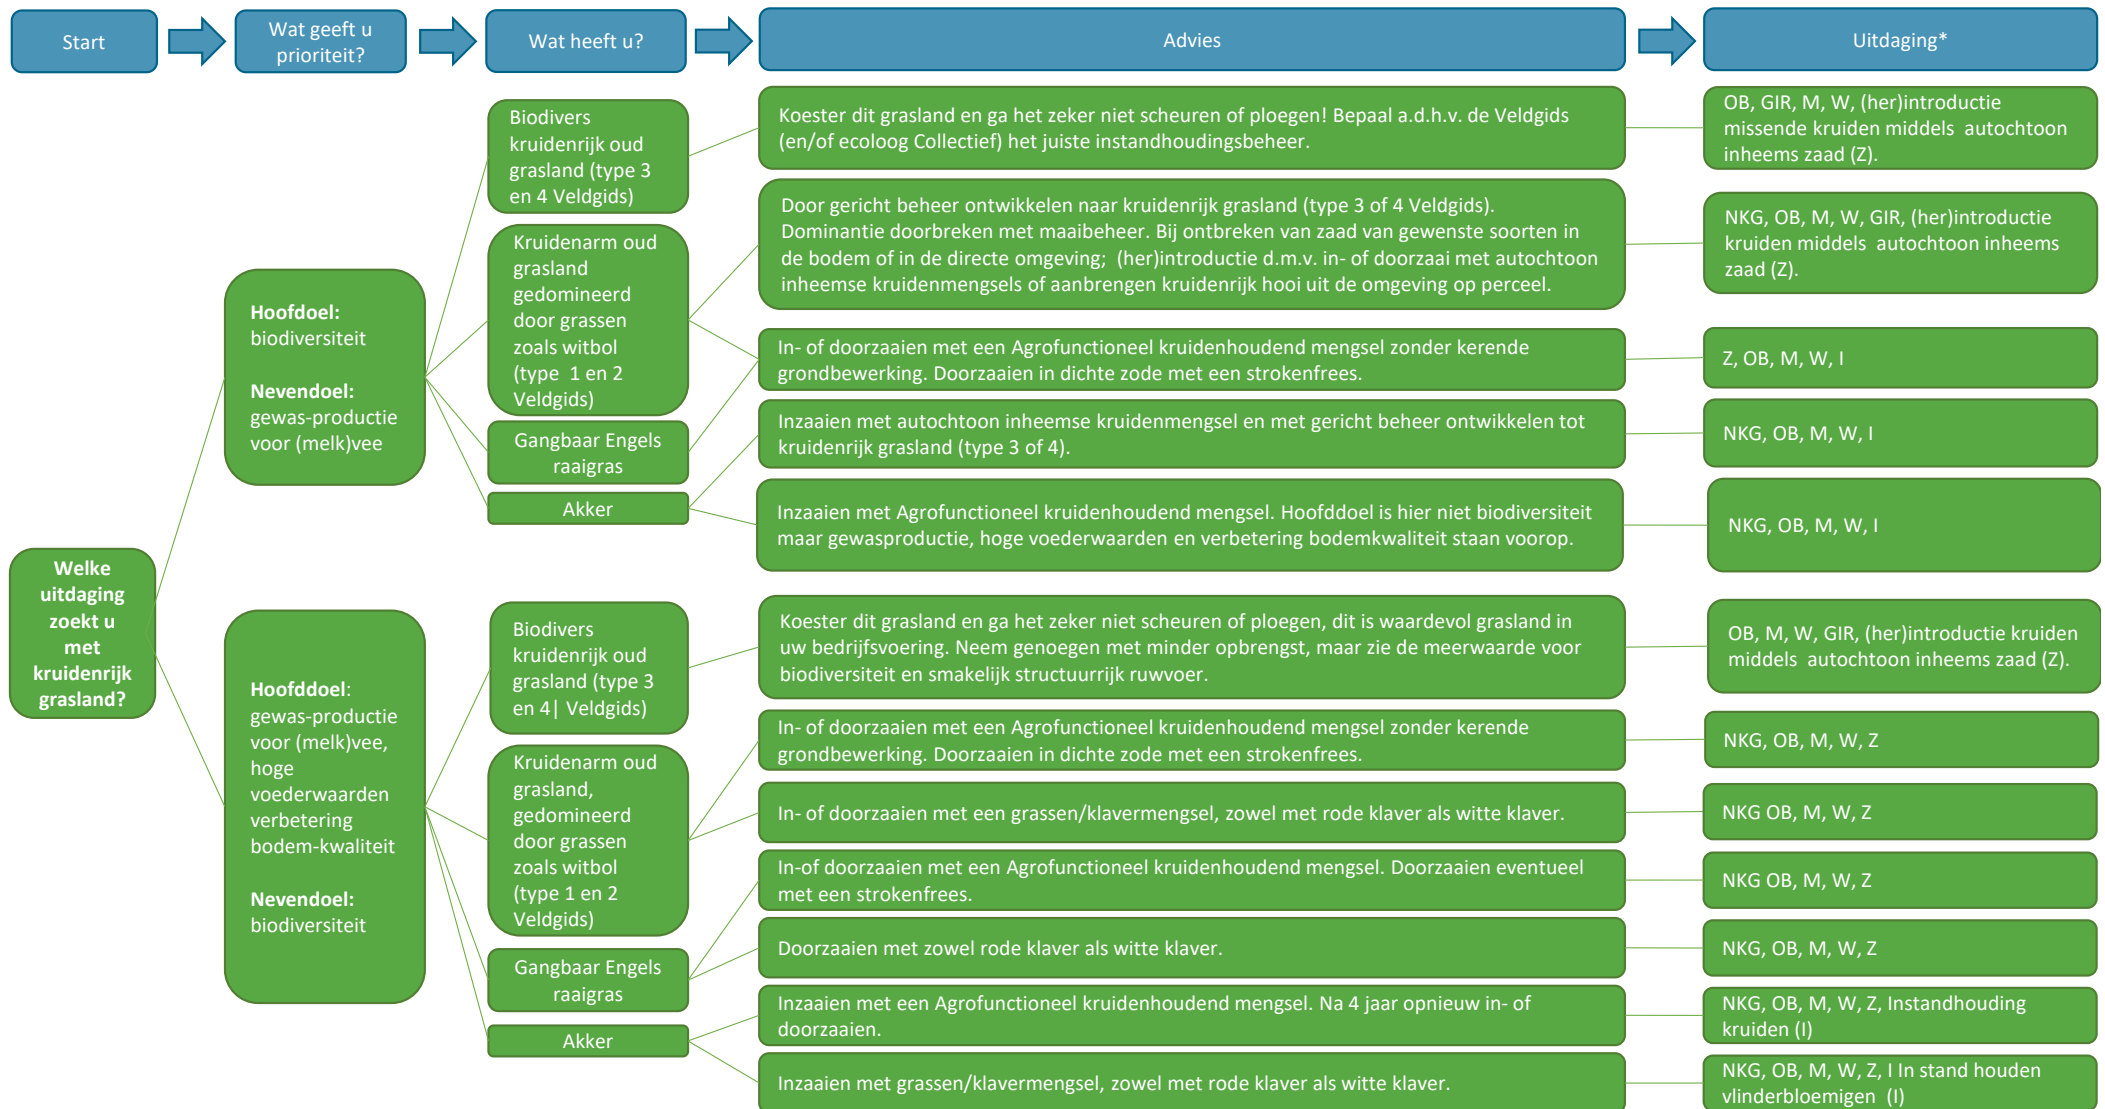 Start
Wat geeft u
prioriteit?
Wat heeft u?
Advies
Uitdaging*
Welke
uitdaging
zoekt u
met
kruidenrijk
grasland?
Hoofdoel:
biodiversiteit
Nevendoel:
gewas-productie
voor (melk)vee
Biodivers
kruidenrijk oud
grasland (type 3
en 4 Veldgids)
Koester dit grasland en ga het zeker niet scheuren of ploegen! Bepaal a.d.h.v. de Veldgids
(en/of ecoloog Collectief) het juiste instandhoudingsbeheer.
OB, GIR, M, W, (her)introductie
missende kruiden middels  autochtoon
inheems zaad (Z).
Kruidenarm oud
grasland
gedomineerd
door grassen
zoals witbol
(type  1 en 2
Veldgids)
Door gericht beheer ontwikkelen naar kruidenrijk grasland (type 3 of 4 Veldgids).
Dominantie doorbreken met maaibeheer. Bij ontbreken van zaad van gewenste soorten in
de bodem of in de directe omgeving;  (her)introductie d.m.v. in- of doorzaai met autochtoon
inheemse kruidenmengsels of aanbrengen kruidenrijk hooi uit de omgeving op perceel.
NKG, OB, M, W, GIR, (her)introductie
kruiden middels  autochtoon inheems
zaad (Z).
Gangbaar Engels
raaigras
In- of doorzaaien met een Agrofunctioneel kruidenhoudend mengsel zonder kerende
grondbewerking. Doorzaaien in dichte zode met een strokenfrees.
Z, OB, M, W, I
Akker
Inzaaien met autochtoon inheemse kruidenmengsel en met gericht beheer ontwikkelen tot
kruidenrijk grasland (type 3 of 4).
NKG, OB, M, W, I
Inzaaien met Agrofunctioneel kruidenhoudend mengsel. Hoofddoel is hier niet biodiversiteit
maar gewasproductie, hoge voederwaarden en verbetering bodemkwaliteit staan voorop.
NKG, OB, M, W, I
Hoofddoel:
gewas-productie
voor (melk)vee,
hoge
voederwaarden
verbetering
bodem-kwaliteit
Nevendoel:
biodiversiteit
Biodivers
kruidenrijk oud
grasland (type 3
en 4| Veldgids)
Koester dit grasland en ga het zeker niet scheuren of ploegen, dit is waardevol grasland in
uw bedrijfsvoering. Neem genoegen met minder opbrengst, maar zie de meerwaarde voor
biodiversiteit en smakelijk structuurrijk ruwvoer.
OB, M, W, GIR, (her)introductie kruiden
middels  autochtoon inheems zaad (Z).
Kruidenarm oud
grasland,
gedomineerd
door grassen
zoals witbol
(type 1 en 2
Veldgids)
In- of doorzaaien met een Agrofunctioneel kruidenhoudend mengsel zonder kerende
grondbewerking. Doorzaaien in dichte zode met een strokenfrees.
NKG, OB, M, W, Z
In- of doorzaaien met een grassen/klavermengsel, zowel met rode klaver als witte klaver.
NKG OB, M, W, Z
Gangbaar Engels
raaigras
In-of doorzaaien met een Agrofunctioneel kruidenhoudend mengsel. Doorzaaien eventueel
met een strokenfrees.
NKG OB, M, W, Z
Doorzaaien met zowel rode klaver als witte klaver.
NKG, OB, M, W, Z
Akker
Inzaaien met een Agrofunctioneel kruidenhoudend mengsel. Na 4 jaar opnieuw in- of
doorzaaien.
NKG, OB, M, W, Z, Instandhouding
kruiden (I)
Inzaaien met grassen/klavermengsel, zowel met rode klaver als witte klaver.
NKG, OB, M, W, Z, I In stand houden
vlinderbloemigen  (I)